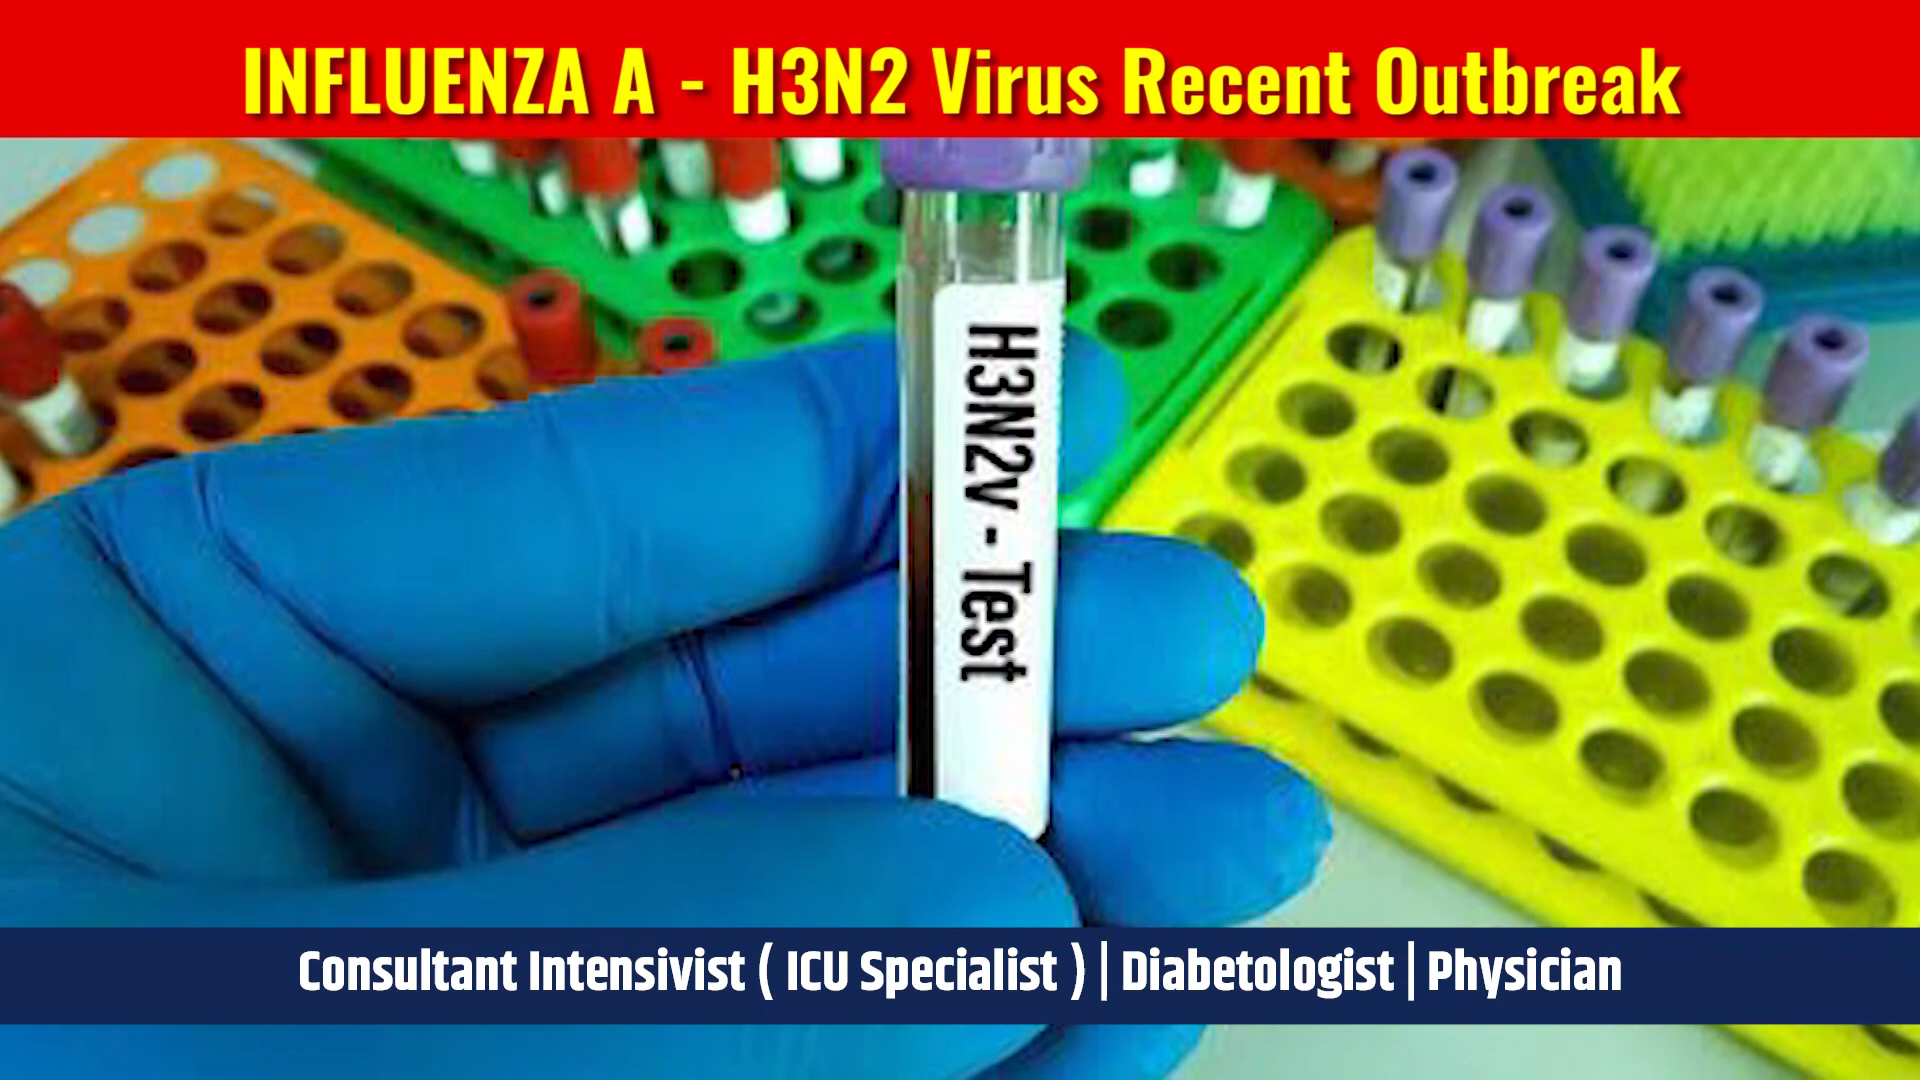 INFLUENZA A - H3N2 Virus Recent Outbreak
H3N2v - Test
Consultant Intensivist ( ICU Specialist ) | Diabetologist | Physician